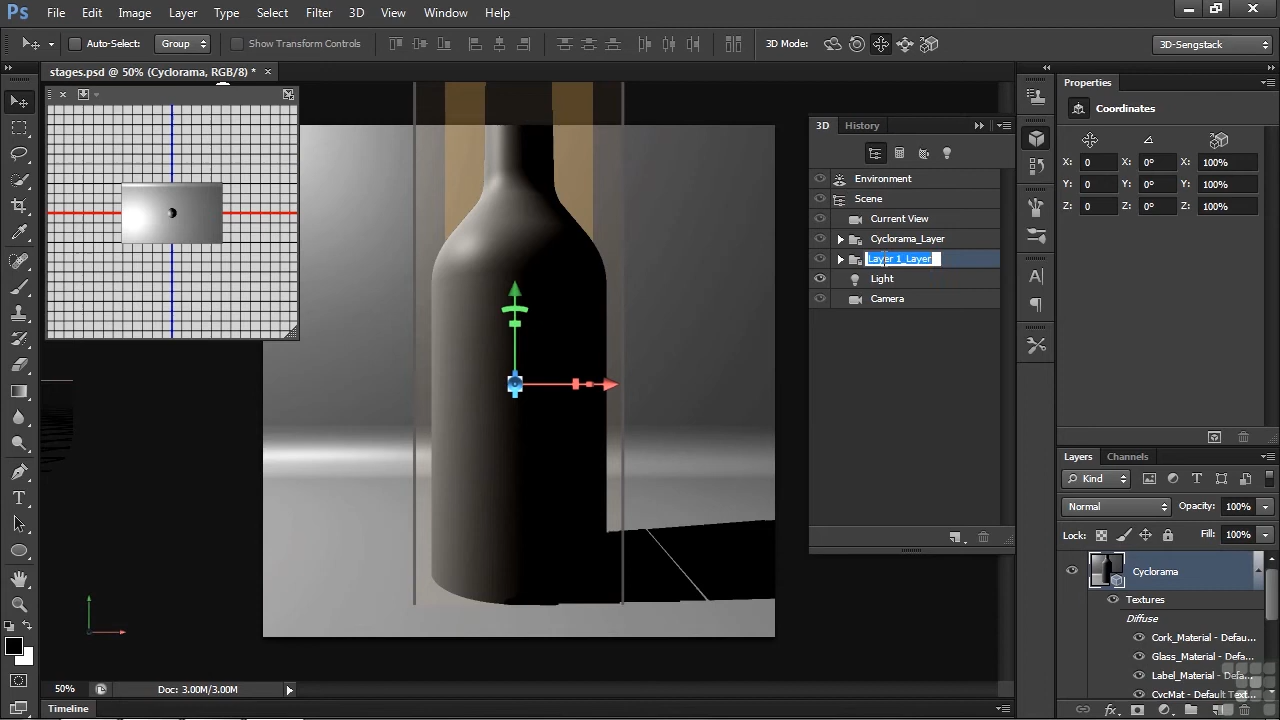 Ps File Edit Image Layer Type Select Filter 3D View Window Help
Auto-Select: Group Show Transform Controls 3D Mode: 3D-Sengstack
stages.psd @ 50% (Cyclorama, RGB/8) * ×
3D History
Environment
Scene
Current View
Cyclorama_Layer
Layer 1_Layer
Light
Camera
Properties
Coordinates
X: 0 X: 0° X: 100%
Y: 0 Y: 0° Y: 100%
Z: 0 Z: 0° Z: 100%
Layers Channels
Kind
Normal Opacity: 100%
Lock: Fill: 100%
Cyclorama
Textures
Diffuse
Cork_Material - Defau...
Glass_Material - Defa...
Label_Material - Defa...
CycMat - Default Text...
50% Doc: 3.00M/3.00M
Timeline